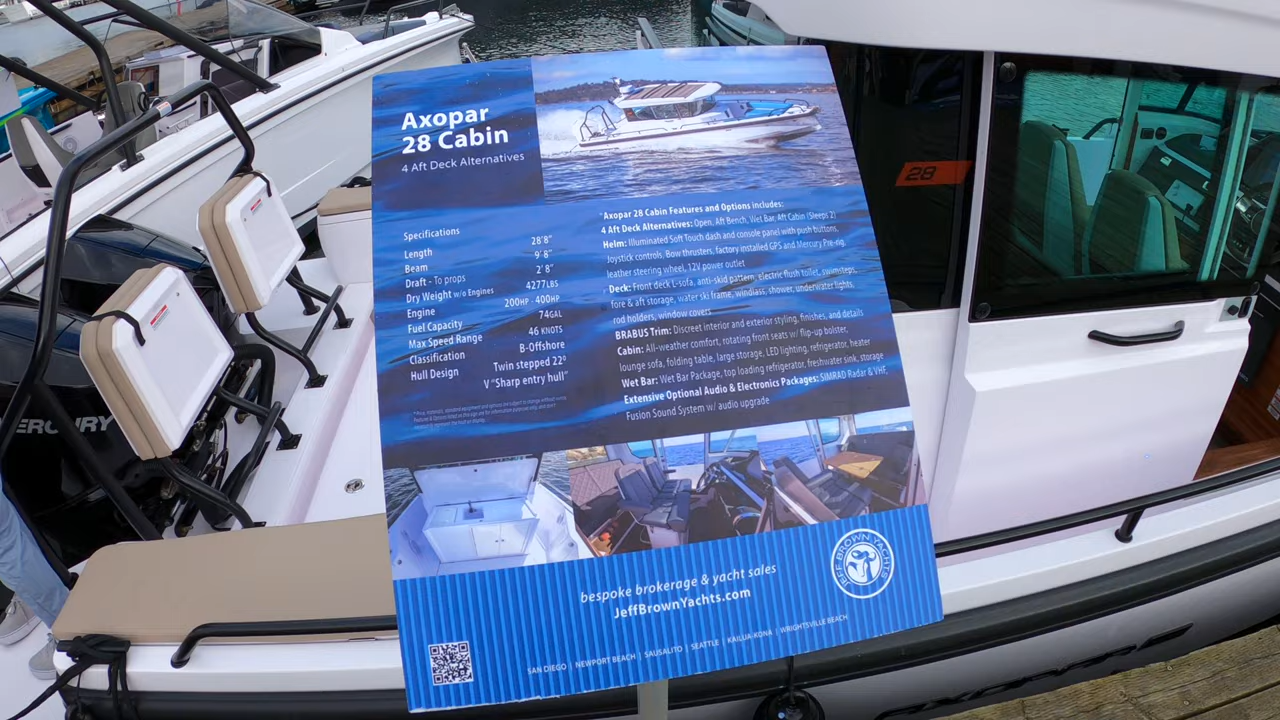 Axopar
28 Cabin
4 Aft Deck Alternatives
Specifications
Length 28'8"
Beam 9'8"
Draft - To props 2'8"
Dry Weight w/o Engines 4277LBS
Engine 200HP - 400HP
Fuel Capacity 74GAL
Max Speed Range 46 KNOTS
Classification B-Offshore
Hull Design Twin stepped 22º
V "Sharp entry hull"
Axopar 28 Cabin Features and Options includes:
4 Aft Deck Alternatives: Open, Aft Bench, Wet Bar, Aft Cabin (Sleeps 2)
Helm: Illuminated Soft Touch dash and console panel with push buttons,
Joystick controls, Bow thrusters, factory installed GPS and Mercury Pre-rig,
leather steering wheel, 12V power outlet
Deck: Front deck L-sofa, anti-skid pattern, electric flush toilet, swimsteps,
fore & aft storage, water ski frame, windlass, shower, underwater lights,
rod holders, window covers
BRABUS Trim: Discreet interior and exterior styling, finishes, and details
Cabin: All-weather comfort, rotating front seats w/ flip-up bolster,
lounge sofa, folding table, large storage, LED lighting, refrigerator, heater
Wet Bar: Wet Bar Package, top loading refrigerator, freshwater sink, storage
Extensive Optional Audio & Electronics Packages: SIMRAD Radar & VHF,
Fusion Sound System w/ audio upgrade
JEFF BROWN YACHTS
bespoke brokerage & yacht sales
JeffBrownYachts.com
SAN DIEGO | NEWPORT BEACH | SAUSALITO | SEATTLE | KAILUA-KONA | WRIGHTSVILLE BEACH
28
ERCURY